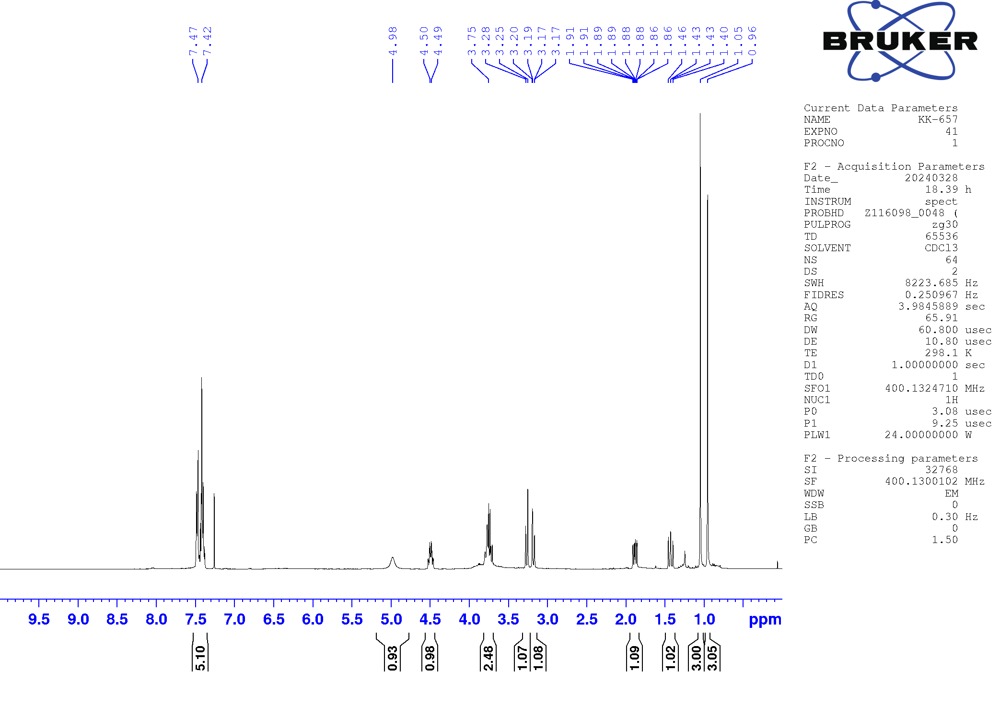 7.47
7.42
4.98
4.50
4.49
3.75
3.28
3.25
3.20
3.19
3.17
3.17
1.91
1.91
1.89
1.89
1.88
1.88
1.86
1.86
1.46
1.43
1.43
1.40
1.05
0.96
BRUKER
Current Data Parameters
NAME KK-657
EXPNO 41
PROCNO 1
F2 - Acquisition Parameters
Date_ 20240328
Time 18.39 h
INSTRUM spect
PROBHD Z116098_0048 (
PULPROG zg30
TD 65536
SOLVENT CDCl3
NS 64
DS 2
SWH 8223.685 Hz
FIDRES 0.250967 Hz
AQ 3.9845889 sec
RG 65.91
DW 60.800 usec
DE 10.80 usec
TE 298.1 K
D1 1.00000000 sec
TD0 1
SFO1 400.1324710 MHz
NUC1 1H
P0 3.08 usec
P1 9.25 usec
PLW1 24.00000000 W
F2 - Processing parameters
SI 32768
SF 400.1300102 MHz
WDW EM
SSB 0
LB 0.30 Hz
GB 0
PC 1.50
9.5 9.0 8.5 8.0 7.5 7.0 6.5 6.0 5.5 5.0 4.5 4.0 3.5 3.0 2.5 2.0 1.5 1.0 ppm
5.10
0.93
0.98
2.48
1.07
1.08
1.09
1.02
3.00
3.05